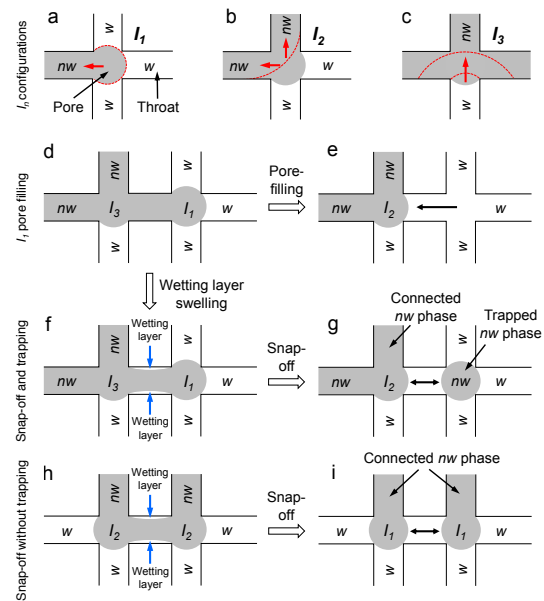 a
b
c
I1
I2
I3
w
nw
w
w
Pore
Throat
nw
nw
w
w
nw
nw
nw
w
w
In configurations
d
e
nw
w
nw
I3
I1
w
w
w
Pore-
filling
nw
w
nw
I2
w
w
w
I1 pore filling
Wetting layer
swelling
f
g
nw
Wetting
layer
w
nw
I3
I1
w
w
Wetting
layer
w
Snap-
off
Connected
nw phase
Trapped
nw phase
w
nw
I2
nw
w
w
w
Snap-off and trapping
h
i
nw
Wetting
layer
nw
w
I2
I2
w
w
Wetting
layer
w
Snap-
off
Connected nw phase
w
I1
I1
w
w
w
Snap-off without trapping